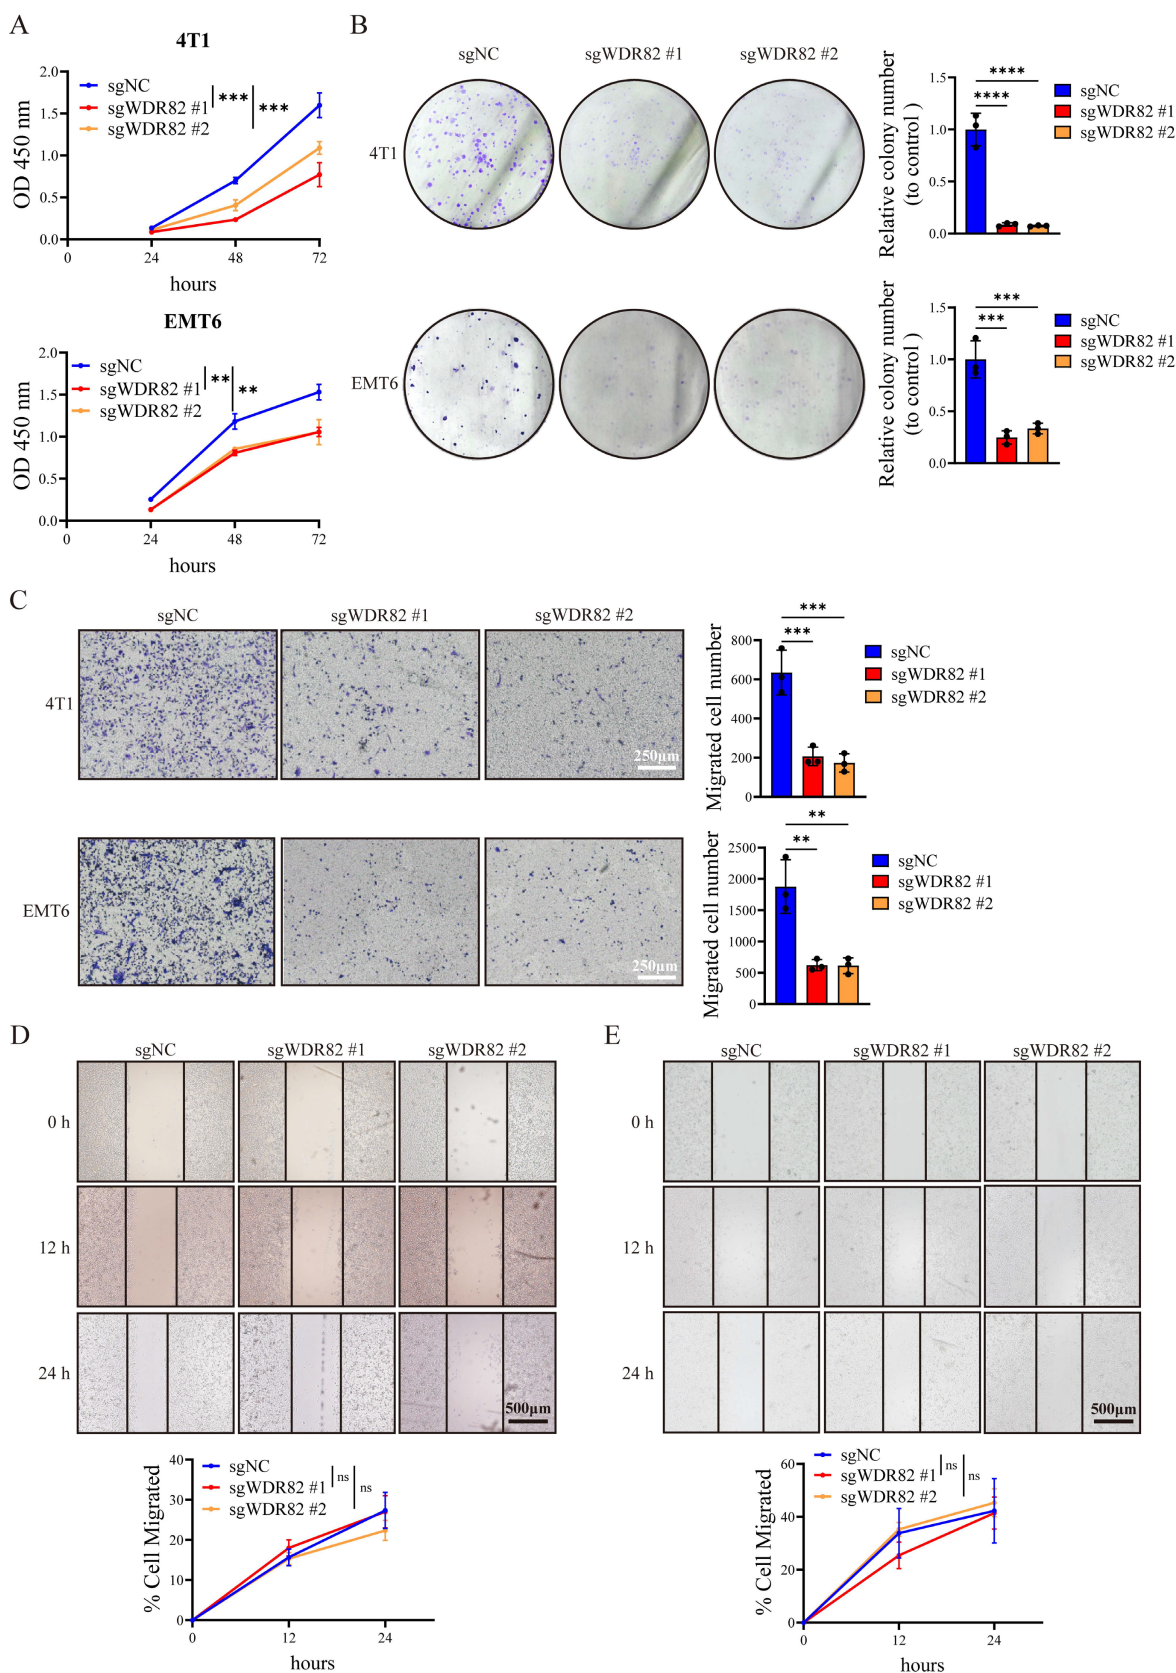 A
4T1
2.0
1.5
1.0
0.5
0.0
OD 450 nm
sgNC
sgWDR82 #1
sgWDR82 #2
***
***
0 24 48 72
hours
EMT6
2.0
1.5
1.0
0.5
0.0
OD 450 nm
sgNC
sgWDR82 #1
sgWDR82 #2
**
**
0 24 48 72
hours
B
sgNC sgWDR82 #1 sgWDR82 #2
4T1
Relative colony number
(to control )
1.5
1.0
0.5
0.0
****
****
sgNC
sgWDR82 #1
sgWDR82 #2
EMT6
Relative colony number
(to control )
1.5
1.0
0.5
0.0
***
***
sgNC
sgWDR82 #1
sgWDR82 #2
C
sgNC sgWDR82 #1 sgWDR82 #2
4T1
250μm
Migrated cell number
800
600
400
200
0
***
***
sgNC
sgWDR82 #1
sgWDR82 #2
EMT6
250μm
Migrated cell number
2500
2000
1500
1000
500
0
**
**
sgNC
sgWDR82 #1
sgWDR82 #2
D
sgNC sgWDR82 #1 sgWDR82 #2
0 h
12 h
24 h
500μm
% Cell Migrated
40
30
20
10
0
sgNC
sgWDR82 #1
sgWDR82 #2
ns
ns
0 12 24
hours
E
sgNC sgWDR82 #1 sgWDR82 #2
0 h
12 h
24 h
500μm
% Cell Migrated
60
40
20
0
sgNC
sgWDR82 #1
sgWDR82 #2
ns
ns
0 12 24
hours